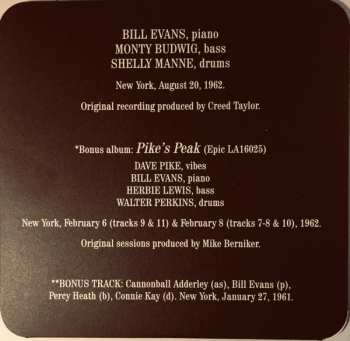 BILL EVANS, piano
MONTY BUDWIG, bass
SHELLY MANNE, drums
New York, August 20, 1962.
Original recording produced by Creed Taylor.
*Bonus album: Pike's Peak (Epic LA16025)
DAVE PIKE, vibes
BILL EVANS, piano
HERBIE LEWIS, bass
WALTER PERKINS, drums
New York, February 6 (tracks 9 & 11) & February 8 (tracks 7-8 & 10), 1962.
Original sessions produced by Mike Berniker.
**BONUS TRACK: Cannonball Adderley (as), Bill Evans (p),
Percy Heath (b), Connie Kay (d). New York, January 27, 1961.